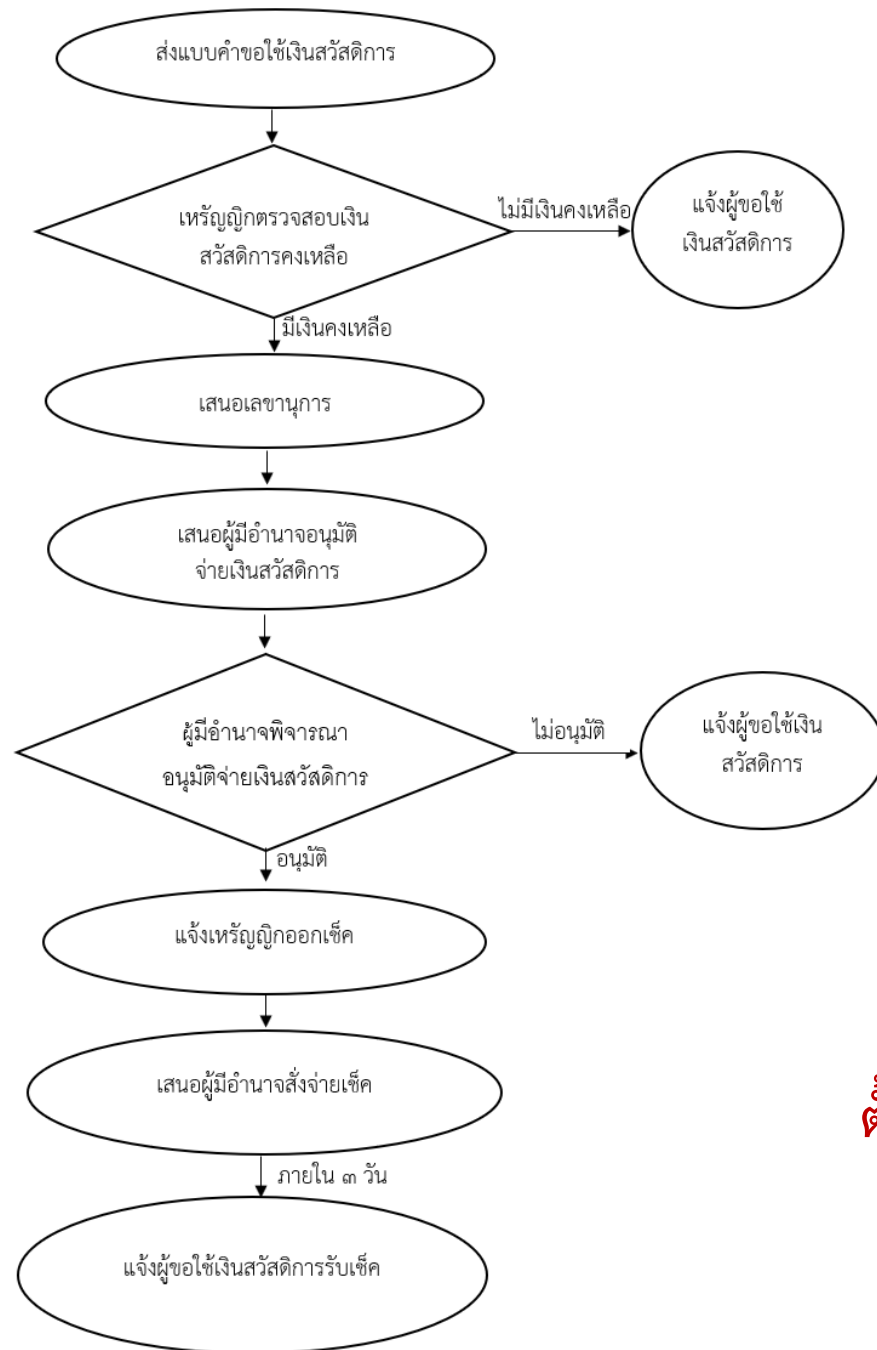 ส่งแบบคำขอใช้เงินสวัสดิการ
เหรัญญิกตรวจสอบเงิน
สวัสดิการคงเหลือ
ไม่มีเงินคงเหลือ
แจ้งผู้ขอใช้
เงินสวัสดิการ
มีเงินคงเหลือ
เสนอเลขานุการ
เสนอผู้มีอำนาจอนุมัติ
จ่ายเงินสวัสดิการ
ผู้มีอำนาจพิจารณา
อนุมัติจ่ายเงินสวัสดิการ
ไม่อนุมัติ
แจ้งผู้ขอใช้เงิน
สวัสดิการ
อนุมัติ
แจ้งเหรัญญิกออกเช็ค
เสนอผู้มีอำนาจสั่งจ่ายเช็ค
ภายใน ๓ วัน
แจ้งผู้ขอใช้เงินสวัสดิการรับเช็ค